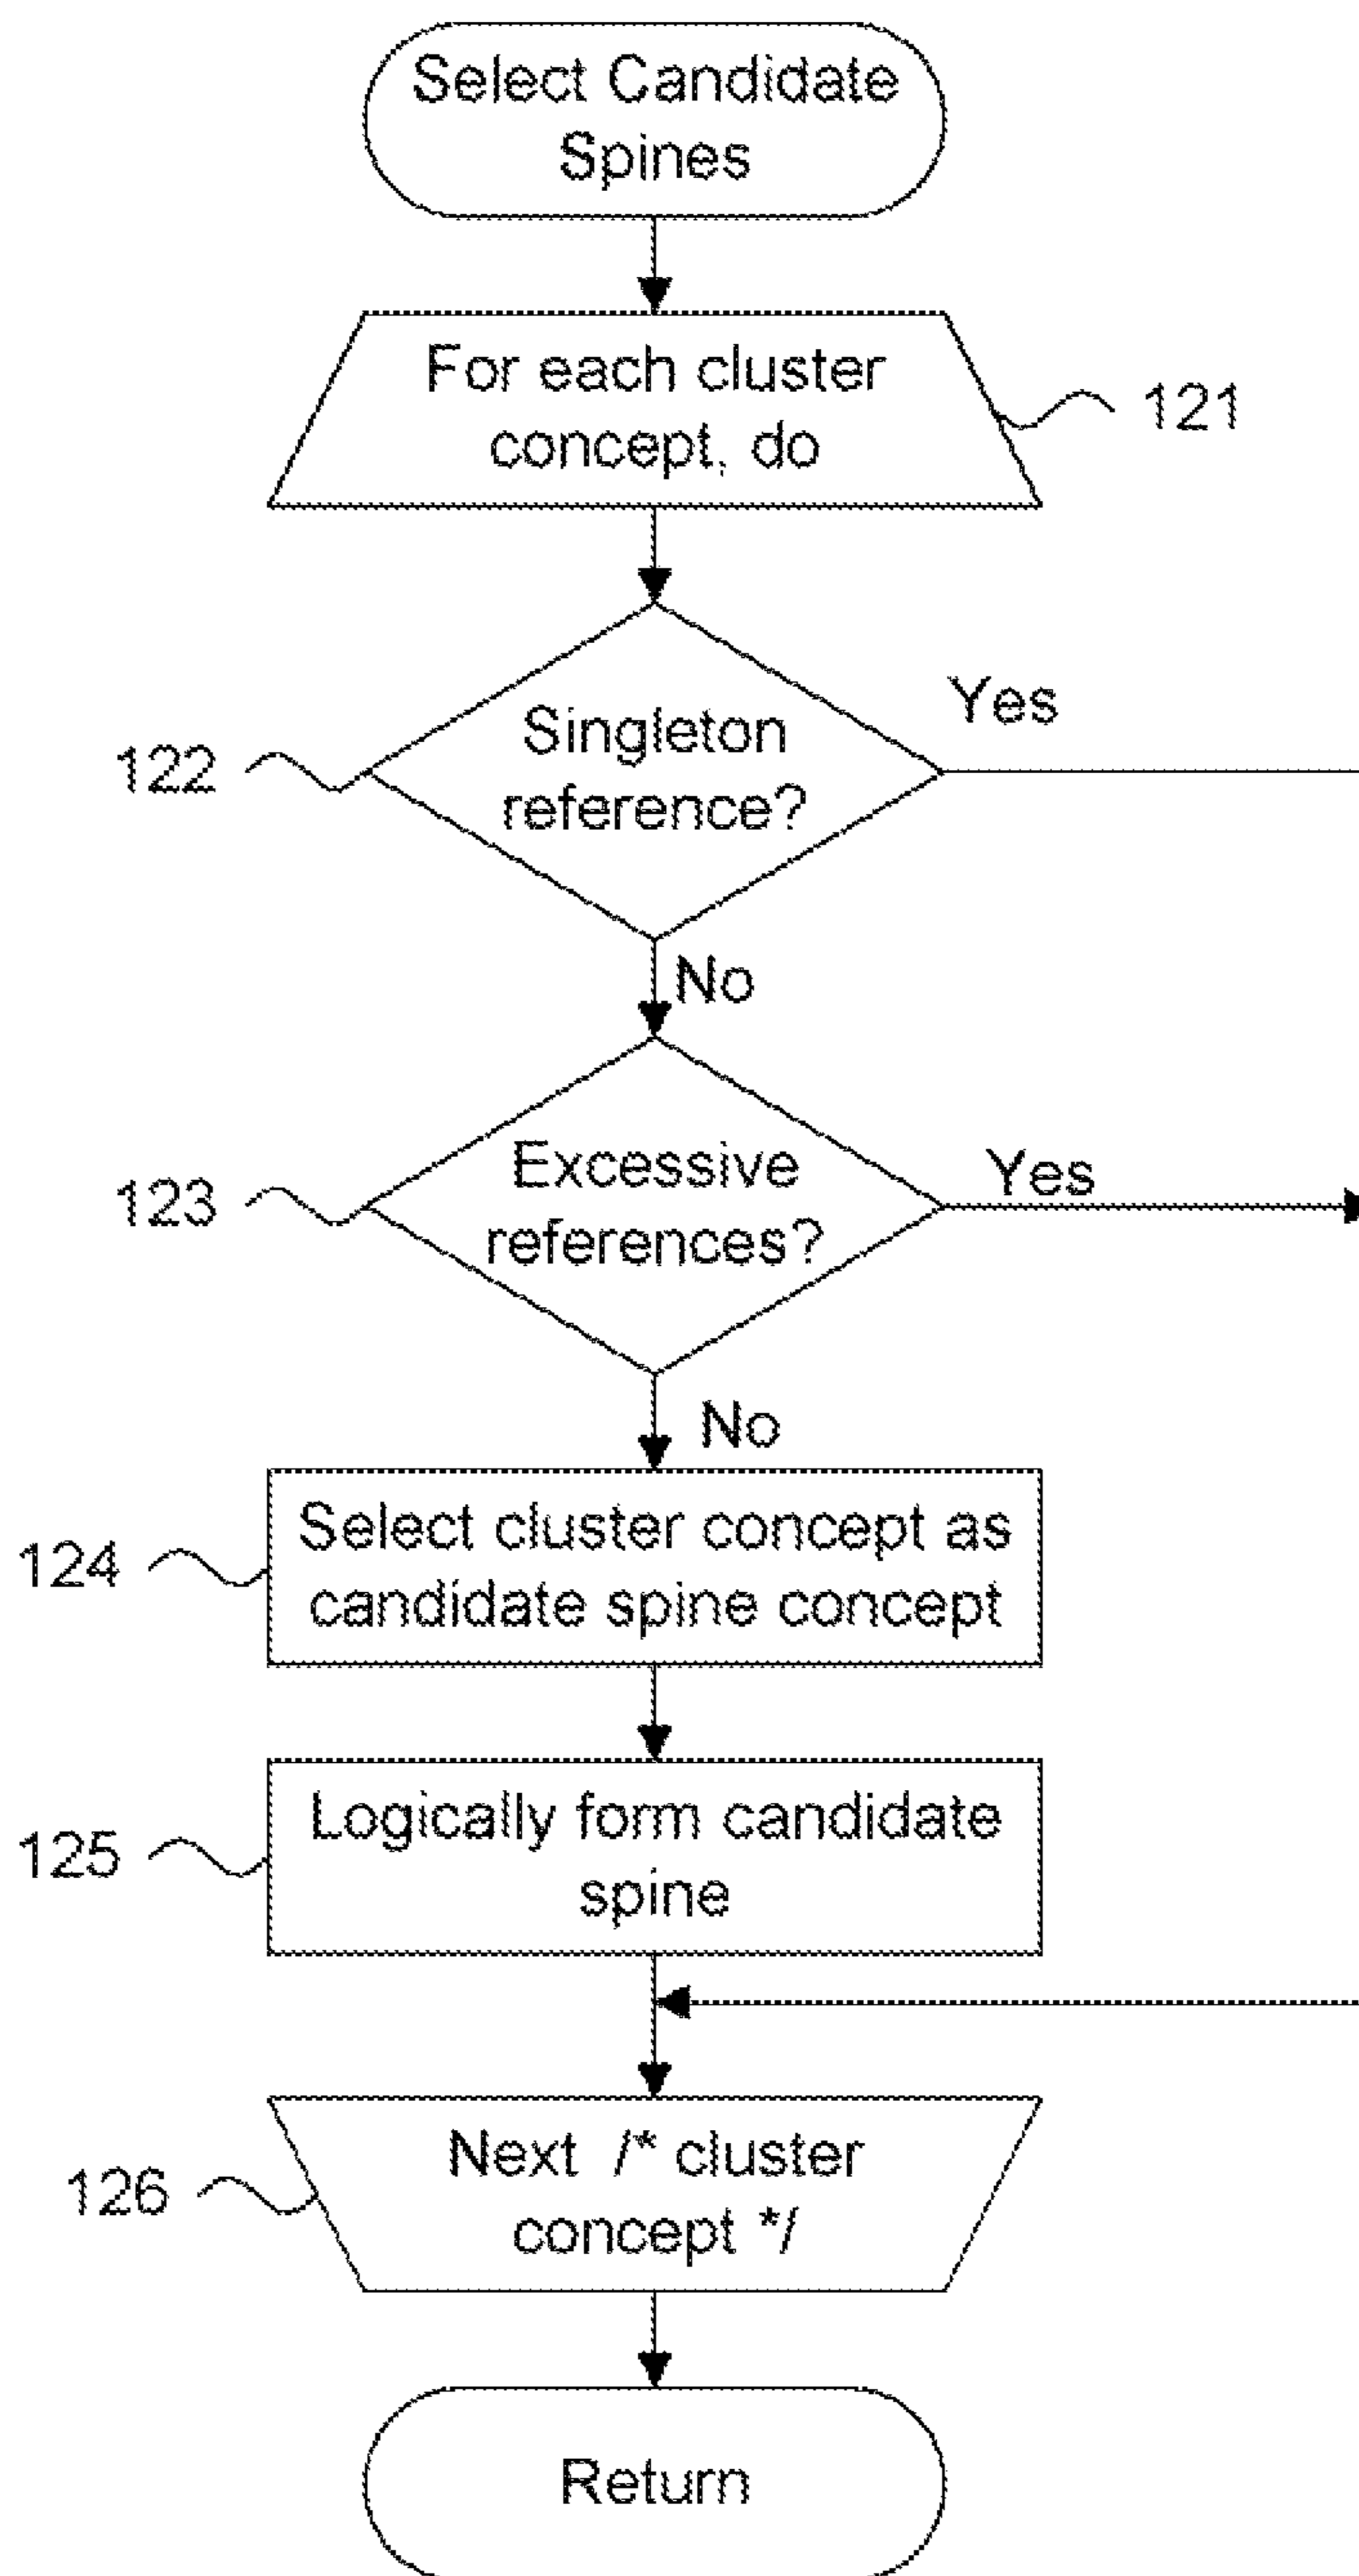 Select Candidate
Spines
For each cluster
concept, do
121
Yes
Singleton
reference?
122
No
Excessive
references?
Yes
123
No
Select cluster concept as
candidate spine concept
124
Logically form candidate
spine
125
Next /* cluster
concept */
126
Return